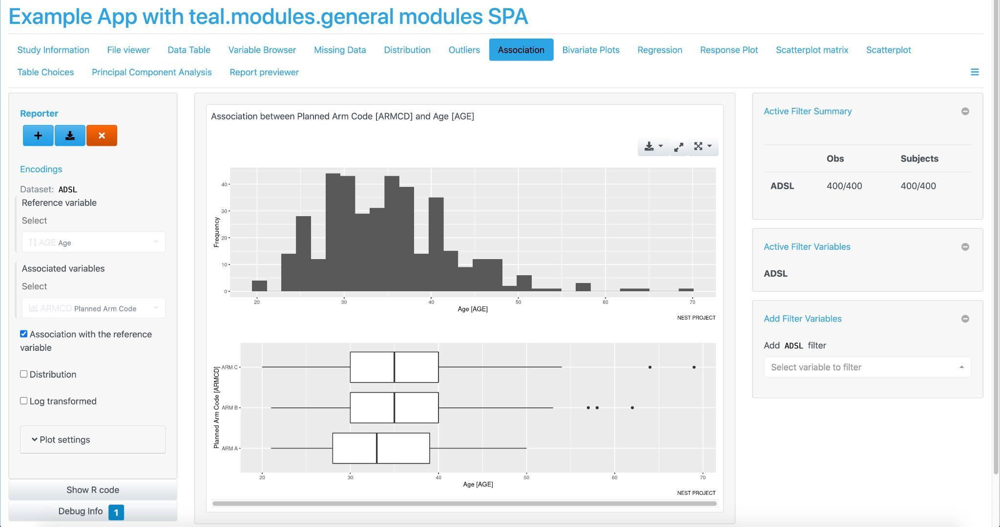 Example App with teal.modules.general modules SPA
Study Information File viewer Data Table Variable Browser Missing Data Distribution Outliers Association Bivariate Plots Regression Response Plot Scatterplot matrix Scatterplot
Table Choices Principal Component Analysis Report previewer
Reporter
Encodings
Dataset: ADSL
Reference variable
Select
AGE Age
Associated variables
Select
ARMCD Planned Arm Code
Association with the reference
variable
Distribution
Log transformed
Plot settings
Show R code
Debug Info 1
Association between Planned Arm Code [ARMCD] and Age [AGE]
Frequency
40
30
20
10
0
20 30 40 50 60 70
Age [AGE]
NEST PROJECT
Planned Arm Code [ARMCD]
ARM C
ARM B
ARM A
20 30 40 50 60 70
Age [AGE]
NEST PROJECT
Active Filter Summary
Obs Subjects
ADSL 400/400 400/400
Active Filter Variables
ADSL
Add Filter Variables
Add ADSL filter
Select variable to filter